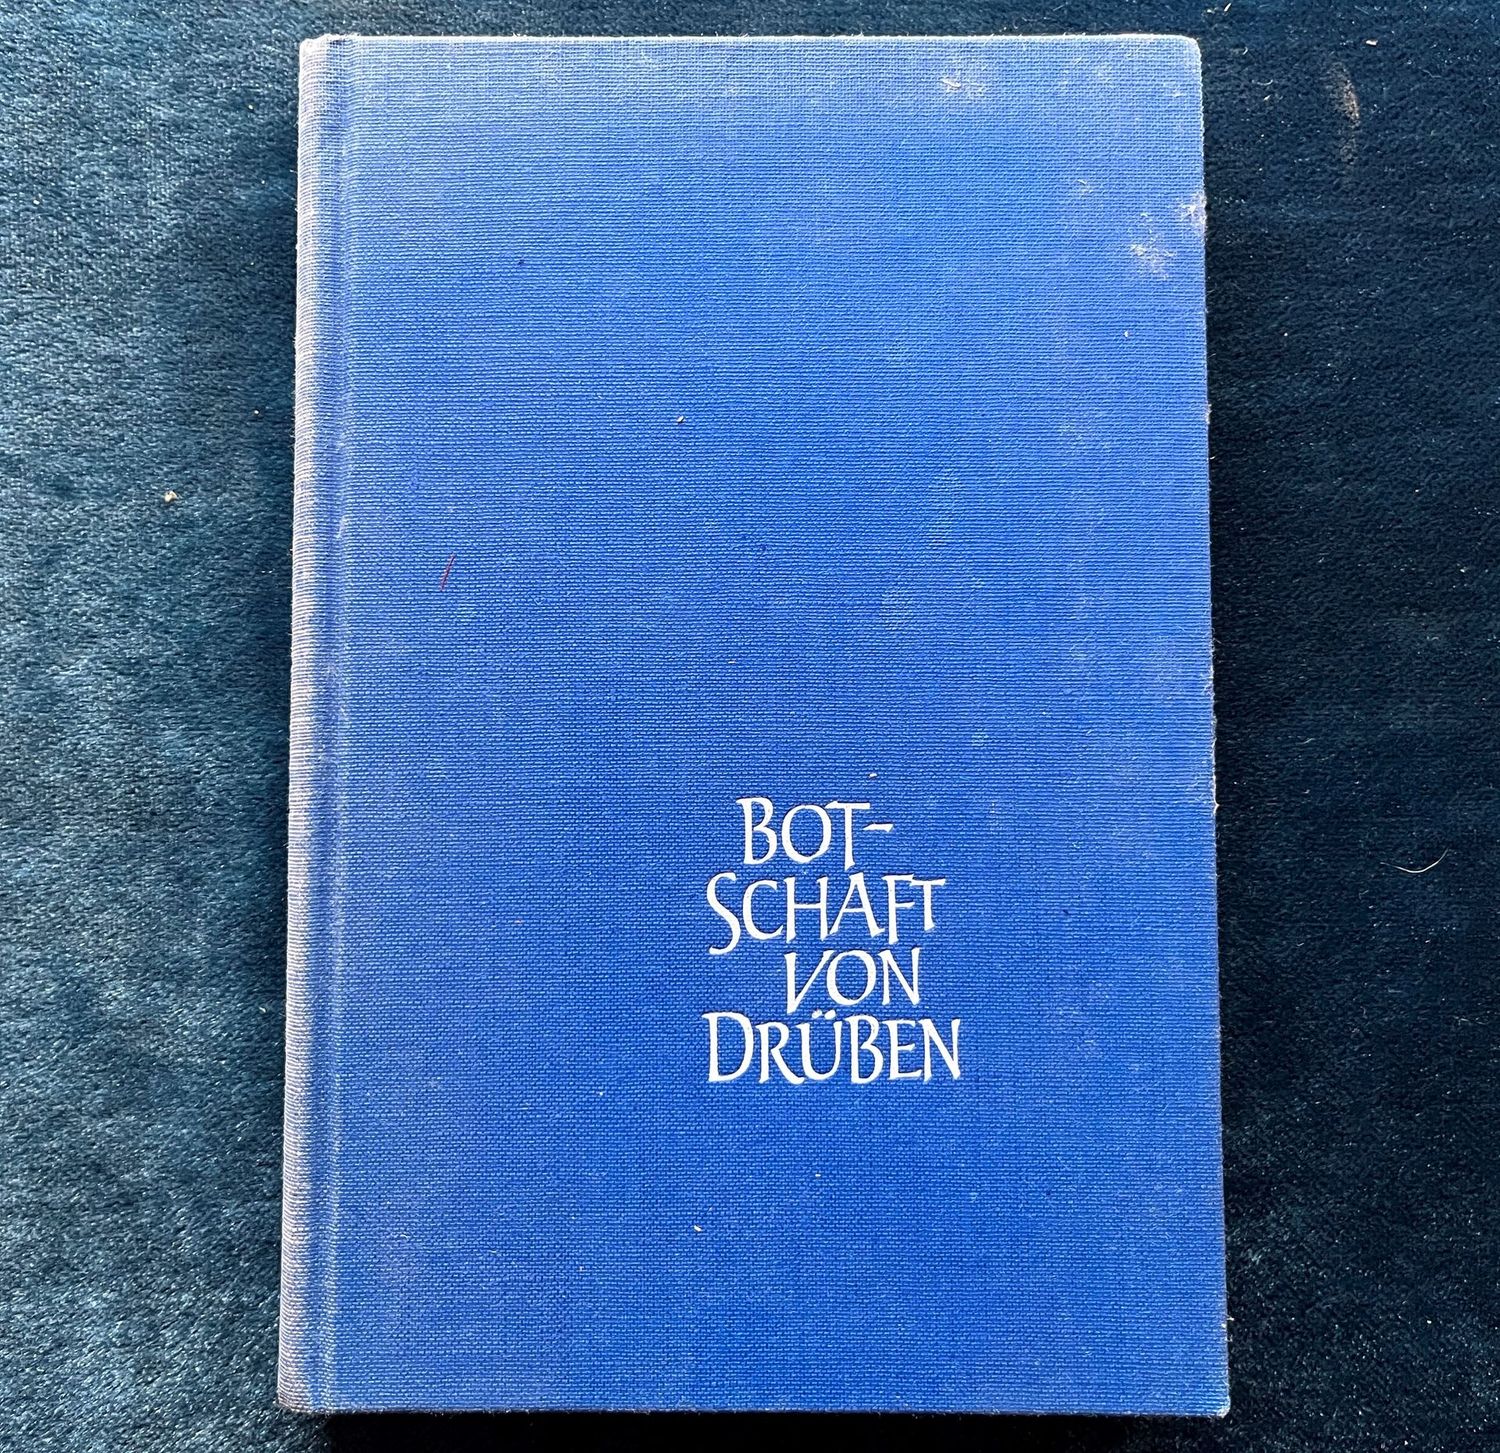 BOT-
SCHAFT
VON
DRÜBEN